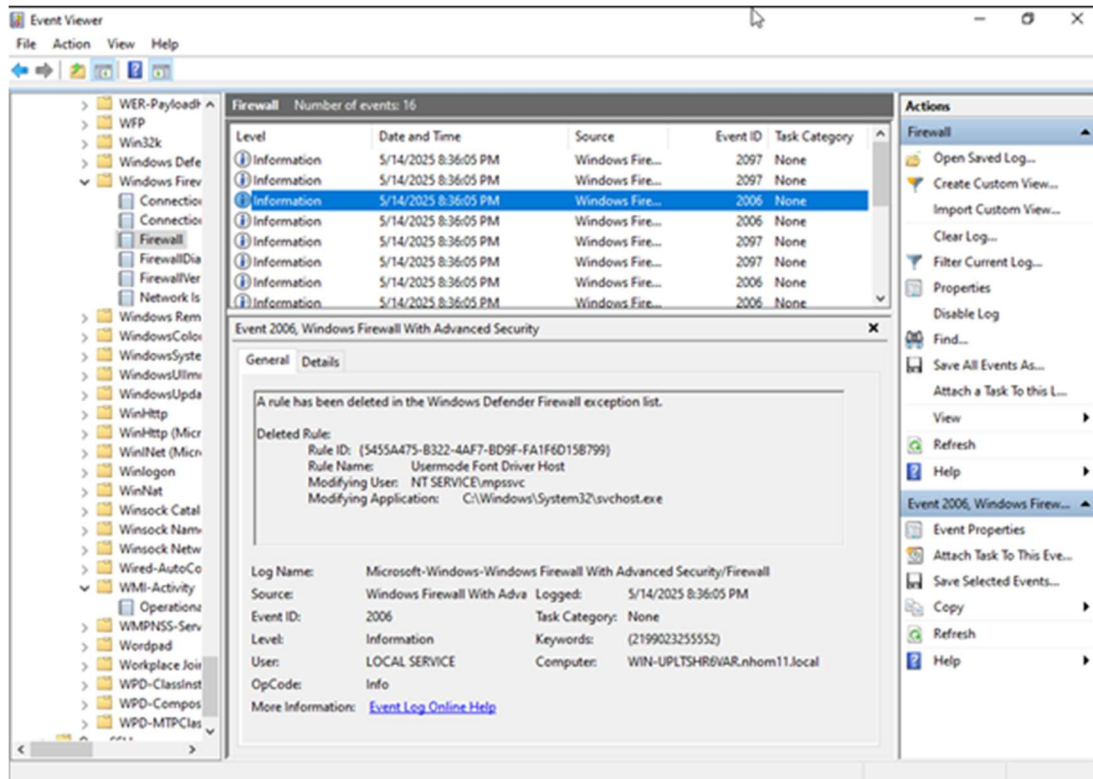 Event Viewer
File Action View Help
WER-Payload
WFP
Win32k
Windows Defe
Windows Firew
Connection
Connection
Firewall
FirewallDia
FirewallVer
Network Is
Windows Rem
WindowsColor
WindowsSyste
WindowsUIImm
WindowsUpda
WinHttp
WinHttp (Micr
WinINet (Micr
Winlogon
WinNat
Winsock Catal
Winsock Nam
Winsock Netw
Wired-AutoCo
WMI-Activity
Operationa
WMPNSS-Serv
Wordpad
Workplace Join
WPD-ClassInst
WPD-Compos
WPD-MTPClas
Firewall Number of events: 16
Level Date and Time Source Event ID Task Category
Information 5/14/2025 8:36:05 PM Windows Fire... 2097 None
Information 5/14/2025 8:36:05 PM Windows Fire... 2097 None
Information 5/14/2025 8:36:05 PM Windows Fire... 2006 None
Information 5/14/2025 8:36:05 PM Windows Fire... 2006 None
Information 5/14/2025 8:36:05 PM Windows Fire... 2097 None
Information 5/14/2025 8:36:05 PM Windows Fire... 2097 None
Information 5/14/2025 8:36:05 PM Windows Fire... 2006 None
Information 5/14/2025 8:36:05 PM Windows Fire... 2006 None
Event 2006, Windows Firewall With Advanced Security
General Details
A rule has been deleted in the Windows Defender Firewall exception list.
Deleted Rule:
Rule ID: {5455A475-B322-4AF7-BD9F-FA1F6D15B799}
Rule Name: Usermode Font Driver Host
Modifying User: NT SERVICE\mpssvc
Modifying Application: C:\Windows\System32\svchost.exe
Log Name: Microsoft-Windows-Windows Firewall With Advanced Security/Firewall
Source: Windows Firewall With Adva Logged: 5/14/2025 8:36:05 PM
Event ID: 2006 Task Category: None
Level: Information Keywords: (2199023255552)
User: LOCAL SERVICE Computer: WIN-UPLTSHR6VAR.nhom11.local
OpCode: Info
More Information: Event Log Online Help
Actions
Firewall
Open Saved Log...
Create Custom View...
Import Custom View...
Clear Log...
Filter Current Log...
Properties
Disable Log
Find...
Save All Events As...
Attach a Task To this L...
View
Refresh
Help
Event 2006, Windows Firew...
Event Properties
Attach Task To This Eve...
Save Selected Events...
Copy
Refresh
Help